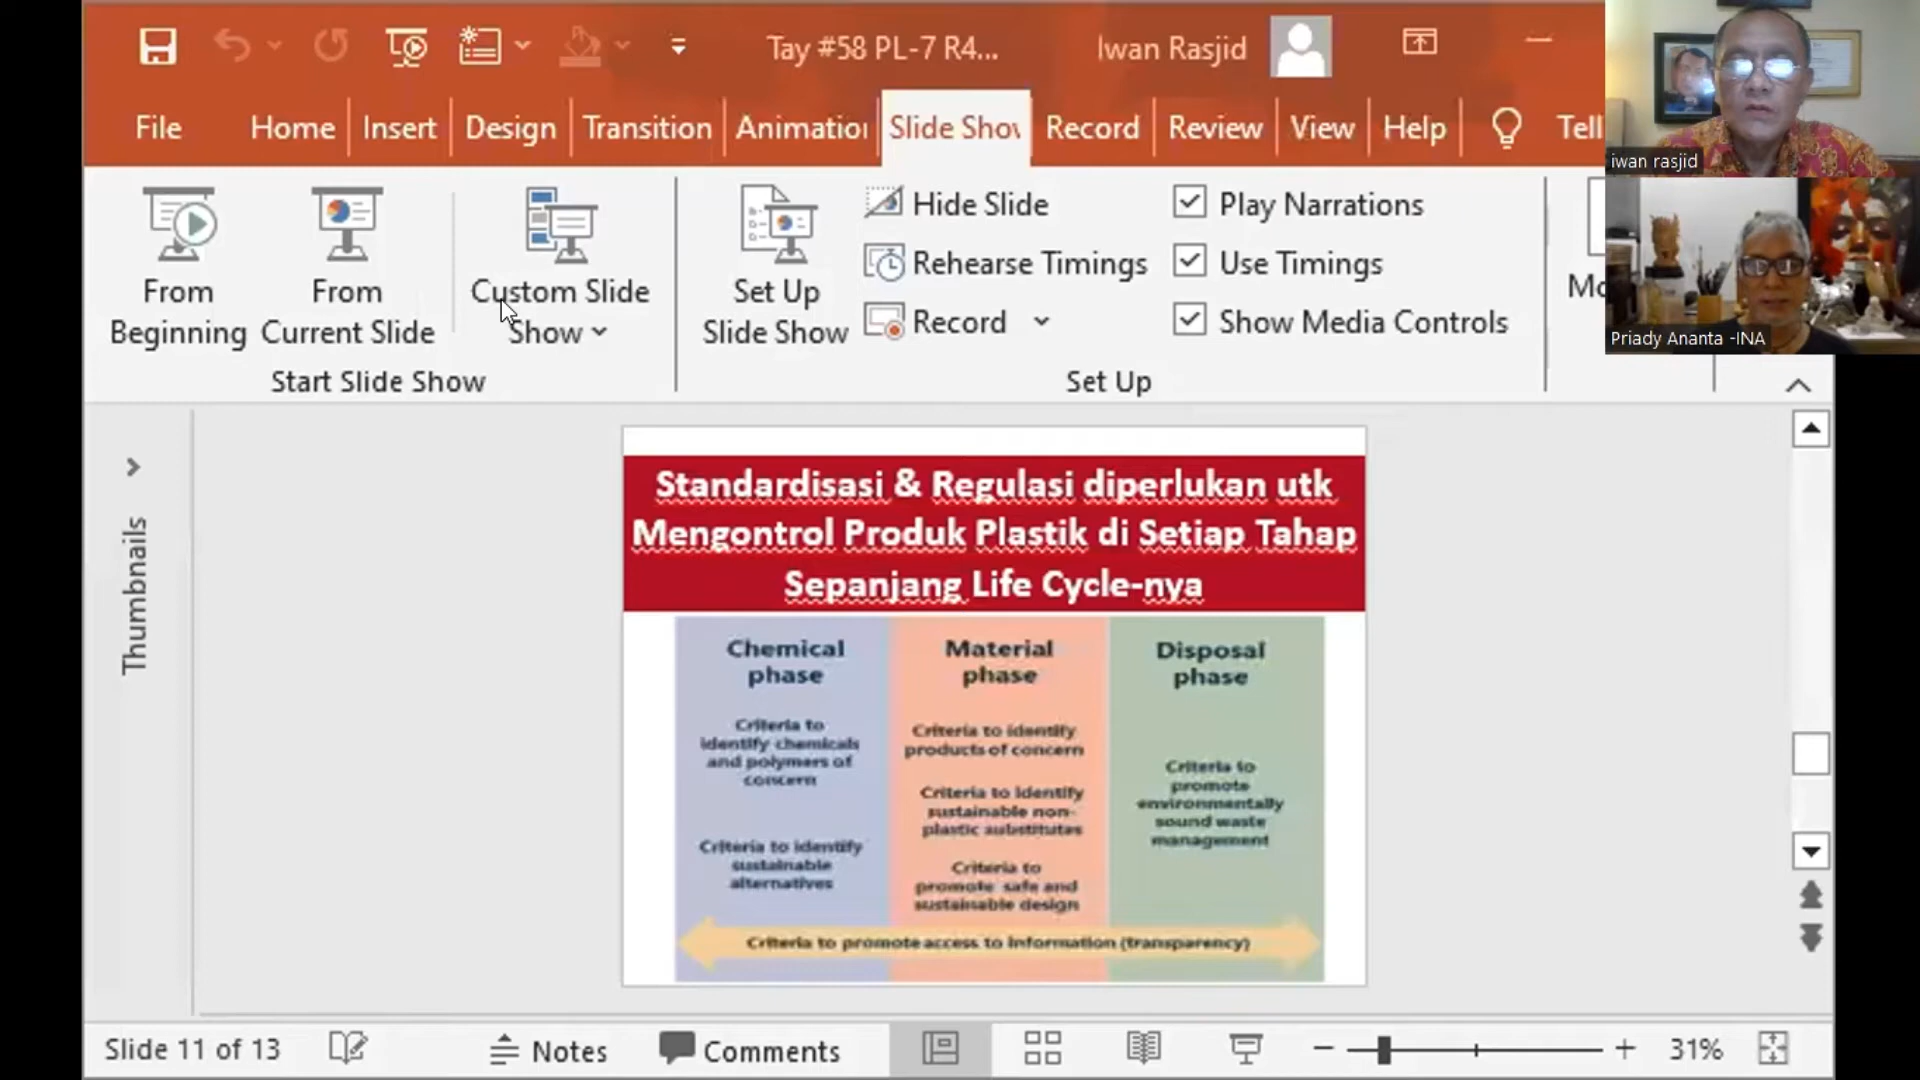 Tay #58 PL-7 R4...
Iwan Rasjid
File
Home
Insert
Design
Transition
Animatio
Slide Show
Record
Review
View
Help
Tell
iwan rasjid
Priady Ananta -INA
From
Beginning
From
Current Slide
Custom Slide
Show
Start Slide Show
Set Up
Slide Show
Hide Slide
Rehearse Timings
Record
Play Narrations
Use Timings
Show Media Controls
Set Up
Mo
Thumbnails
Standardisasi & Regulasi diperlukan utk
Mengontrol Produk Plastik di Setiap Tahap
Sepanjang Life Cycle-nya
Chemical
phase
Criteria to
identify chemicals
and polymers of
concern
Criteria to identify
sustainable
alternatives
Material
phase
Criteria to identify
products of concern
Criteria to identify
sustainable non-
plastic substitutes
Criteria to
promote safe and
sustainable design
Disposal
phase
Criteria to
promote
environmentally
sound waste
management
Criteria to promote access to information (transparency)
Slide 11 of 13
Notes
Comments
31%